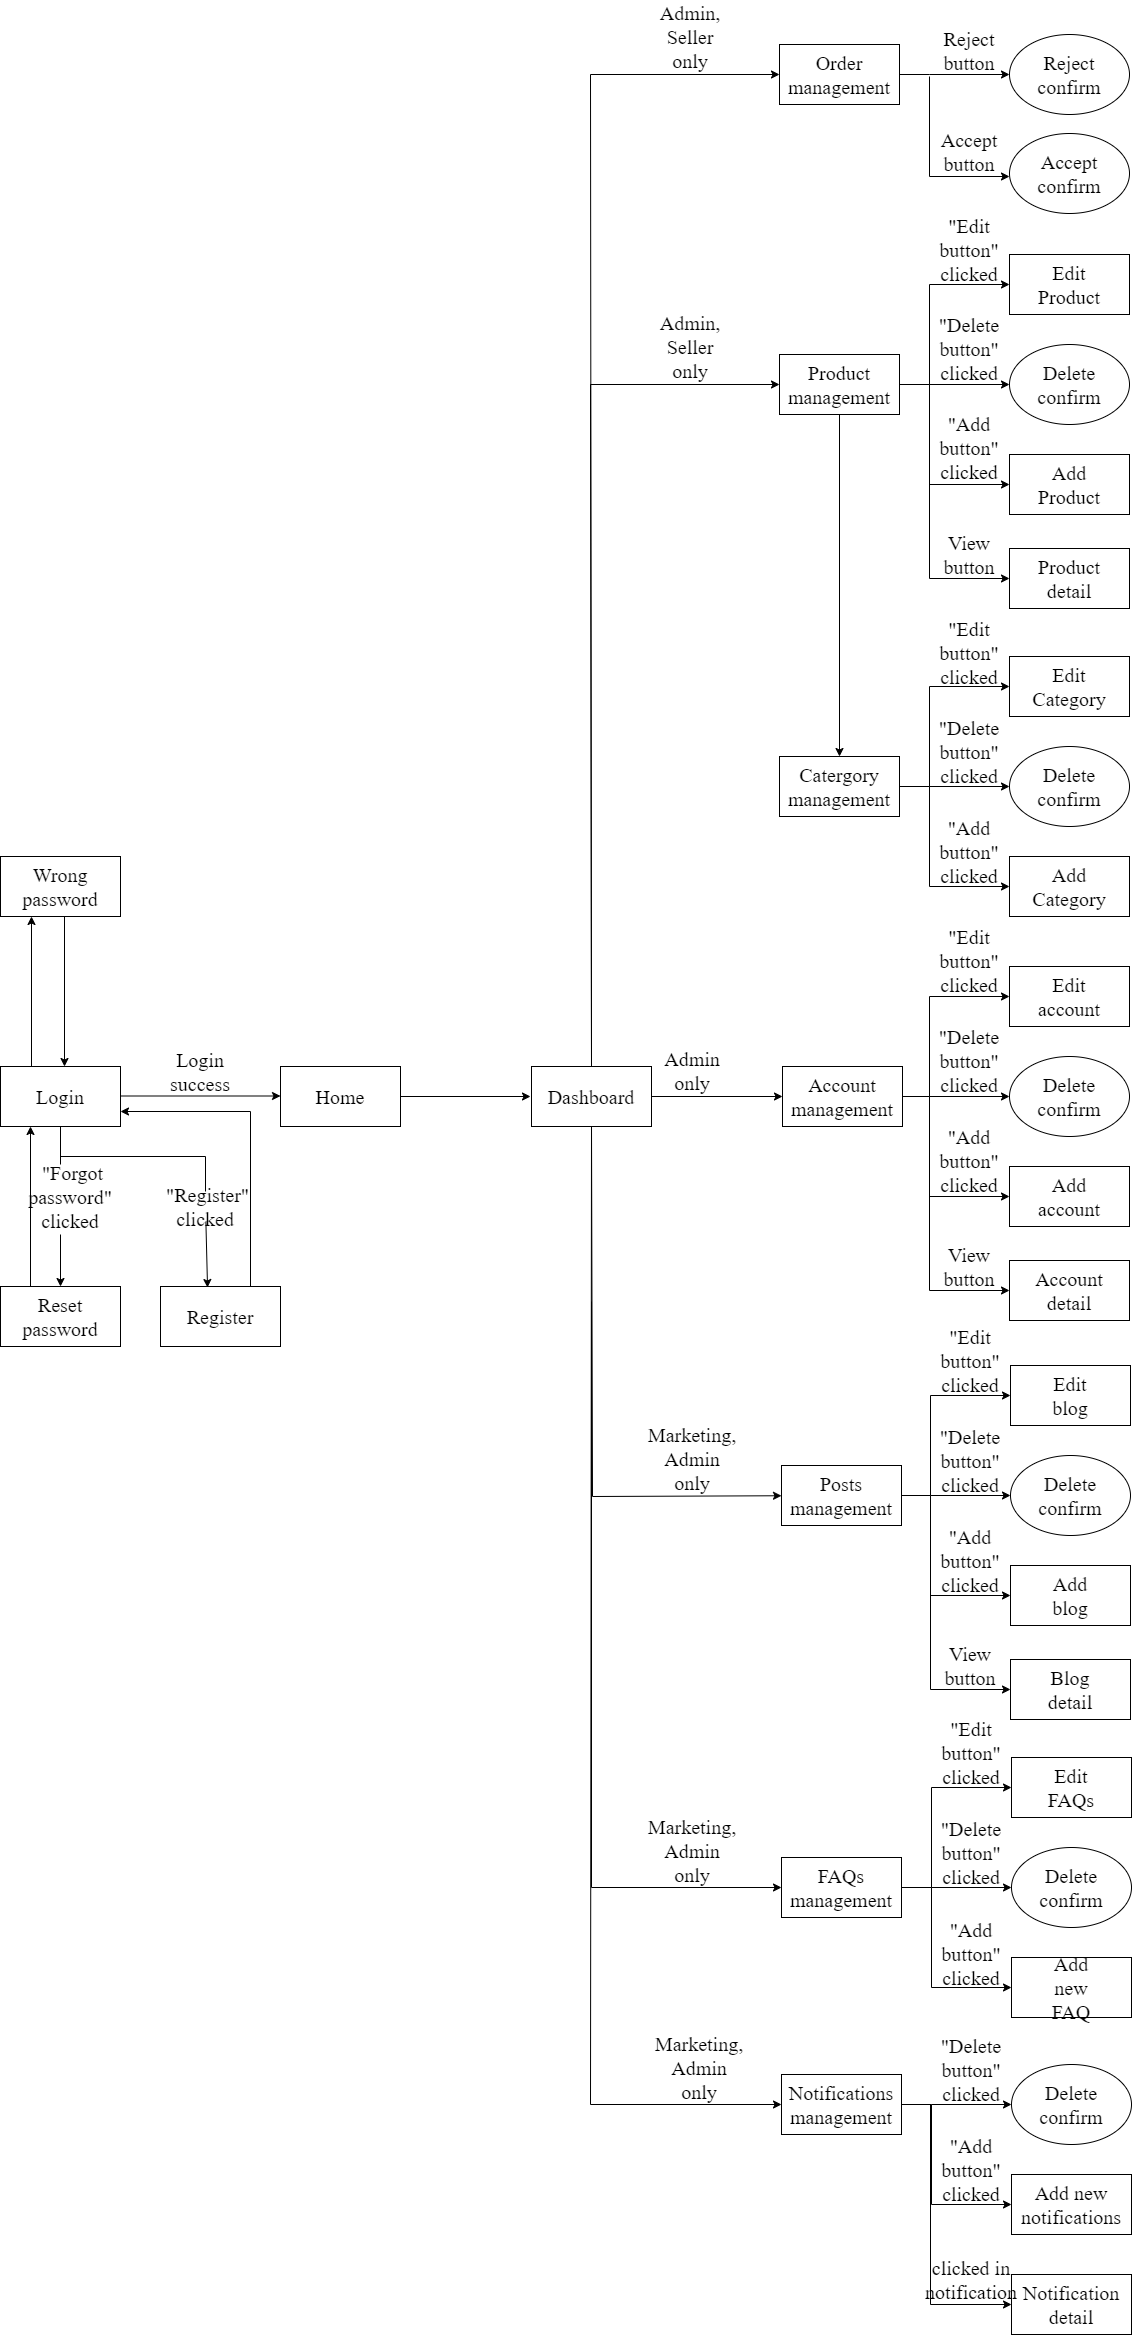 Admin,
Seller
only
Order
management
Reject
button
Reject
confirm
Accept
button
Accept
confirm
Admin,
Seller
only
Product
management
"Edit
button"
clicked
Edit
Product
"Delete
button"
clicked
Delete
confirm
"Add
button"
clicked
Add
Product
View
button
Product
detail
Catergory
management
"Edit
button"
clicked
Edit
Category
"Delete
button"
clicked
Delete
confirm
"Add
button"
clicked
Add
Category
Wrong
password
Login
Login
success
Home
Dashboard
"Forgot
password"
clicked
"Register"
clicked
Reset
password
Register
Admin
only
Account
management
"Edit
button"
clicked
Edit
account
"Delete
button"
clicked
Delete
confirm
"Add
button"
clicked
Add
account
View
button
Account
detail
Marketing,
Admin
only
Posts
management
"Edit
button"
clicked
Edit
blog
"Delete
button"
clicked
Delete
confirm
"Add
button"
clicked
Add
blog
View
button
Blog
detail
Marketing,
Admin
only
FAQs
management
"Edit
button"
clicked
Edit
FAQs
"Delete
button"
clicked
Delete
confirm
"Add
button"
clicked
Add
new
FAQ
Marketing,
Admin
only
Notifications
management
"Delete
button"
clicked
Delete
confirm
"Add
button"
clicked
Add new
notifications
clicked in
notification
Notification
detail